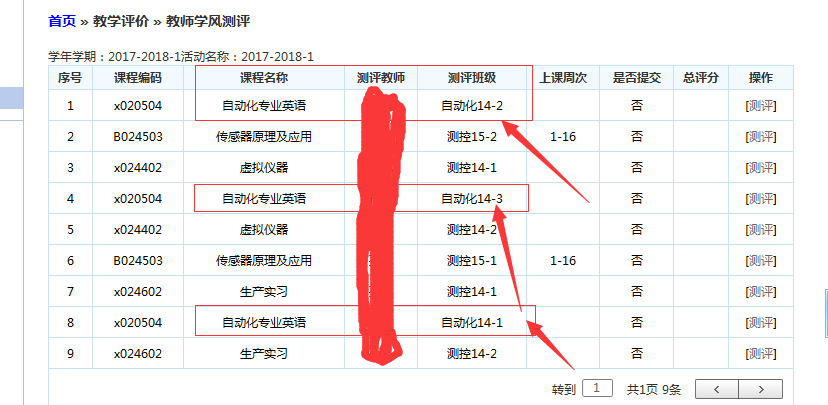 首页 » 教学评价 » 教师学风测评
学年学期：2017-2018-1活动名称：2017-2018-1
序号 课程编码 课程名称 测评教师 测评班级 上课周次 是否提交 总评分 操作
1 x020504 自动化专业英语 自动化14-2 否 [测评]
2 B024503 传感器原理及应用 测控15-2 1-16 否 [测评]
3 x024402 虚拟仪器 测控14-1 否 [测评]
4 x020504 自动化专业英语 自动化14-3 否 [测评]
5 x024402 虚拟仪器 测控14-2 否 [测评]
6 B024503 传感器原理及应用 测控15-1 1-16 否 [测评]
7 x024602 生产实习 测控14-1 否 [测评]
8 x020504 自动化专业英语 自动化14-1 否 [测评]
9 x024602 生产实习 测控14-2 否 [测评]
转到 1 共1页 9条 < >